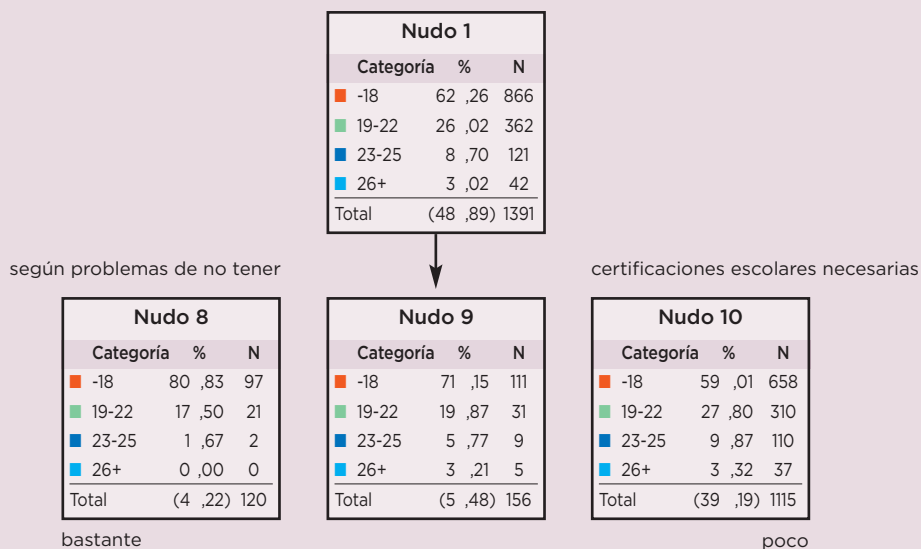 Nudo 1
Categoría % N
-18 62 ,26 866
19-22 26 ,02 362
23-25 8 ,70 121
26+ 3 ,02 42
Total (48 ,89) 1391
según problemas de no tener certificaciones escolares necesarias
Nudo 8
Categoría % N
-18 80 ,83 97
19-22 17 ,50 21
23-25 1 ,67 2
26+ 0 ,00 0
Total (4 ,22) 120
bastante
Nudo 9
Categoría % N
-18 71 ,15 111
19-22 19 ,87 31
23-25 5 ,77 9
26+ 3 ,21 5
Total (5 ,48) 156
Nudo 10
Categoría % N
-18 59 ,01 658
19-22 27 ,80 310
23-25 9 ,87 110
26+ 3 ,32 37
Total (39 ,19) 1115
poco